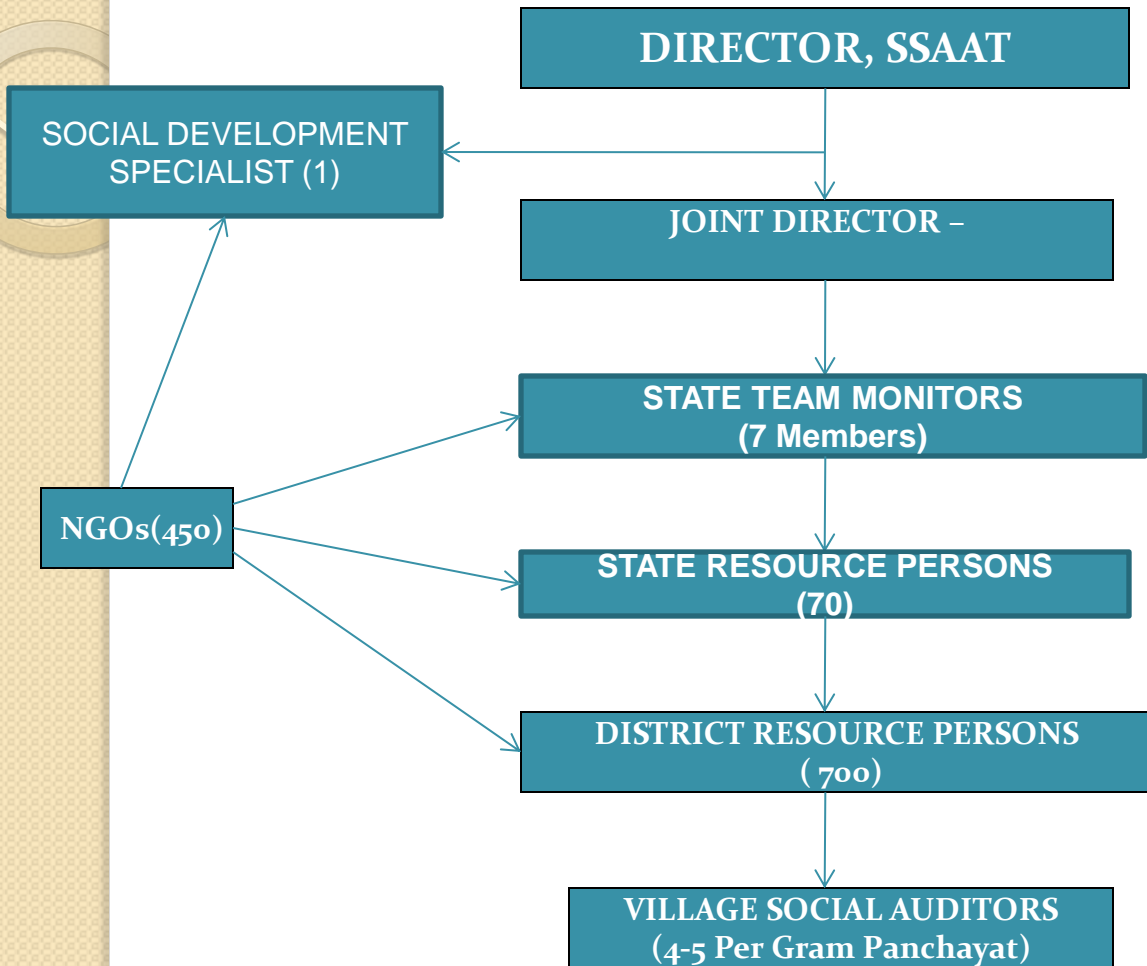 DIRECTOR, SSAAT
SOCIAL DEVELOPMENT
SPECIALIST (1)
JOINT DIRECTOR –
STATE TEAM MONITORS
(7 Members)
NGOs(450)
STATE RESOURCE PERSONS
(70)
DISTRICT RESOURCE PERSONS
( 700)
VILLAGE SOCIAL AUDITORS
(4-5 Per Gram Panchayat)